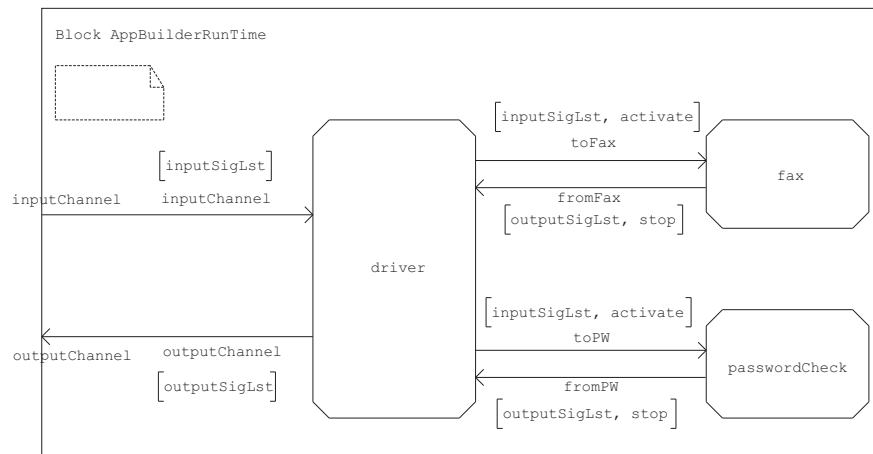 Block AppBuilderRunTime
[inputSigLst, activate]
toFax
[inputSigLst]
fax
inputChannel
inputChannel
fromFax
[outputSigLst, stop]
driver
[inputSigLst, activate]
toPW
outputChannel
outputChannel
passwordCheck
[outputSigLst]
fromPW
[outputSigLst, stop]